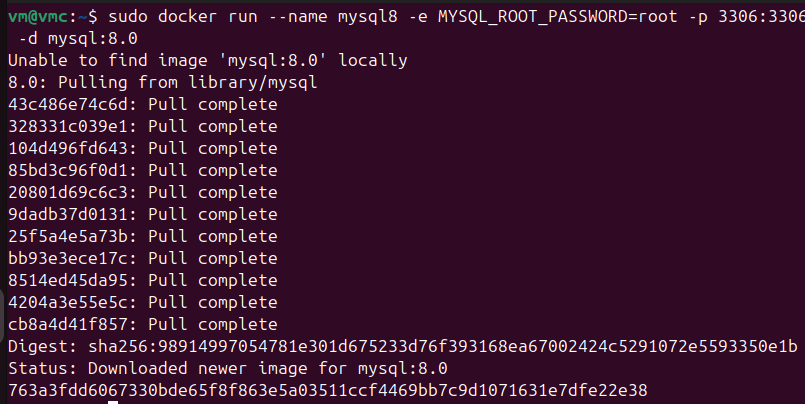 vm@vmc:~$ sudo docker run --name mysql8 -e MYSQL_ROOT_PASSWORD=root -p 3306:3306
-d mysql:8.0
Unable to find image 'mysql:8.0' locally
8.0: Pulling from library/mysql
43c486e74c6d: Pull complete
328331c039e1: Pull complete
104d496fd643: Pull complete
85bd3c96f0d1: Pull complete
20801d69c6c3: Pull complete
9dadb37d0131: Pull complete
25f5a4e5a73b: Pull complete
bb93e3ece17c: Pull complete
8514ed45da95: Pull complete
4204a3e55e5c: Pull complete
cb8a4d41f857: Pull complete
Digest: sha256:98914997054781e301d675233d76f393168ea67002424c5291072e5593350e1b
Status: Downloaded newer image for mysql:8.0
763a3fdd6067330bde65f8f863e5a03511ccf4469bb7c9d1071631e7dfe22e38